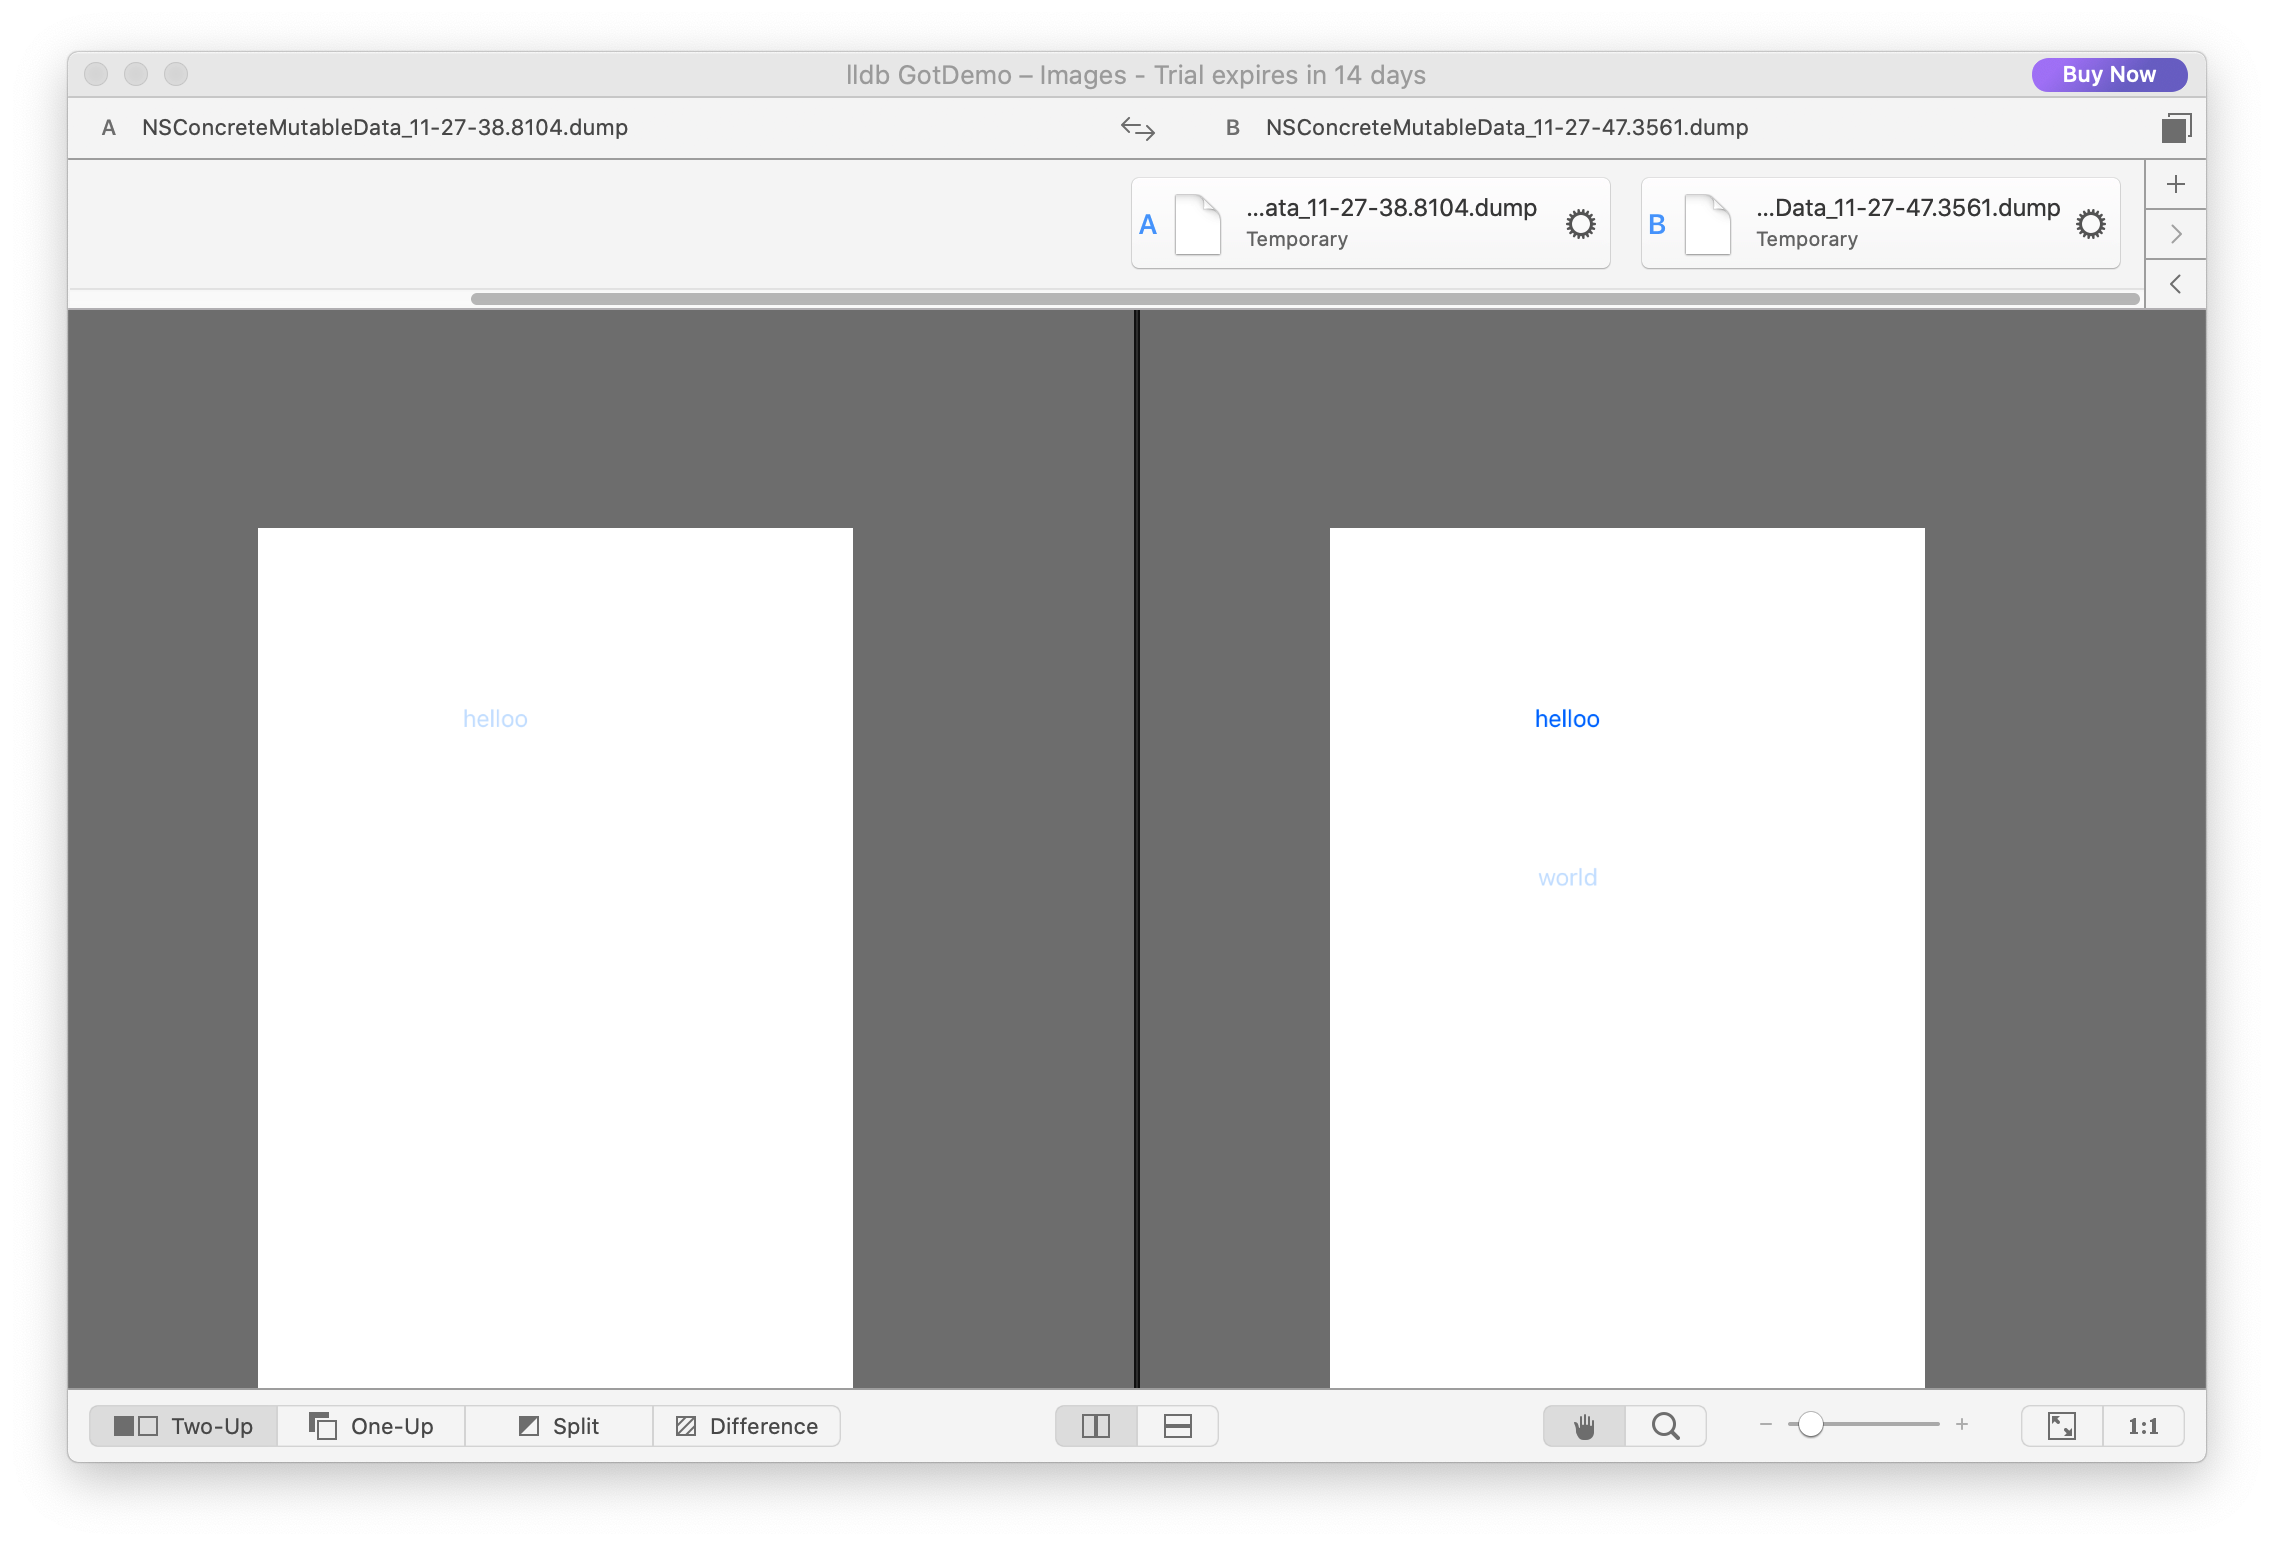 lldb GotDemo – Images - Trial expires in 14 days
Buy Now
A NSConcreteMutableData_11-27-38.8104.dump
B NSConcreteMutableData_11-27-47.3561.dump
A ...ata_11-27-38.8104.dump
Temporary
B ...Data_11-27-47.3561.dump
Temporary
helloo
helloo
world
Two-Up One-Up Split Difference
1:1